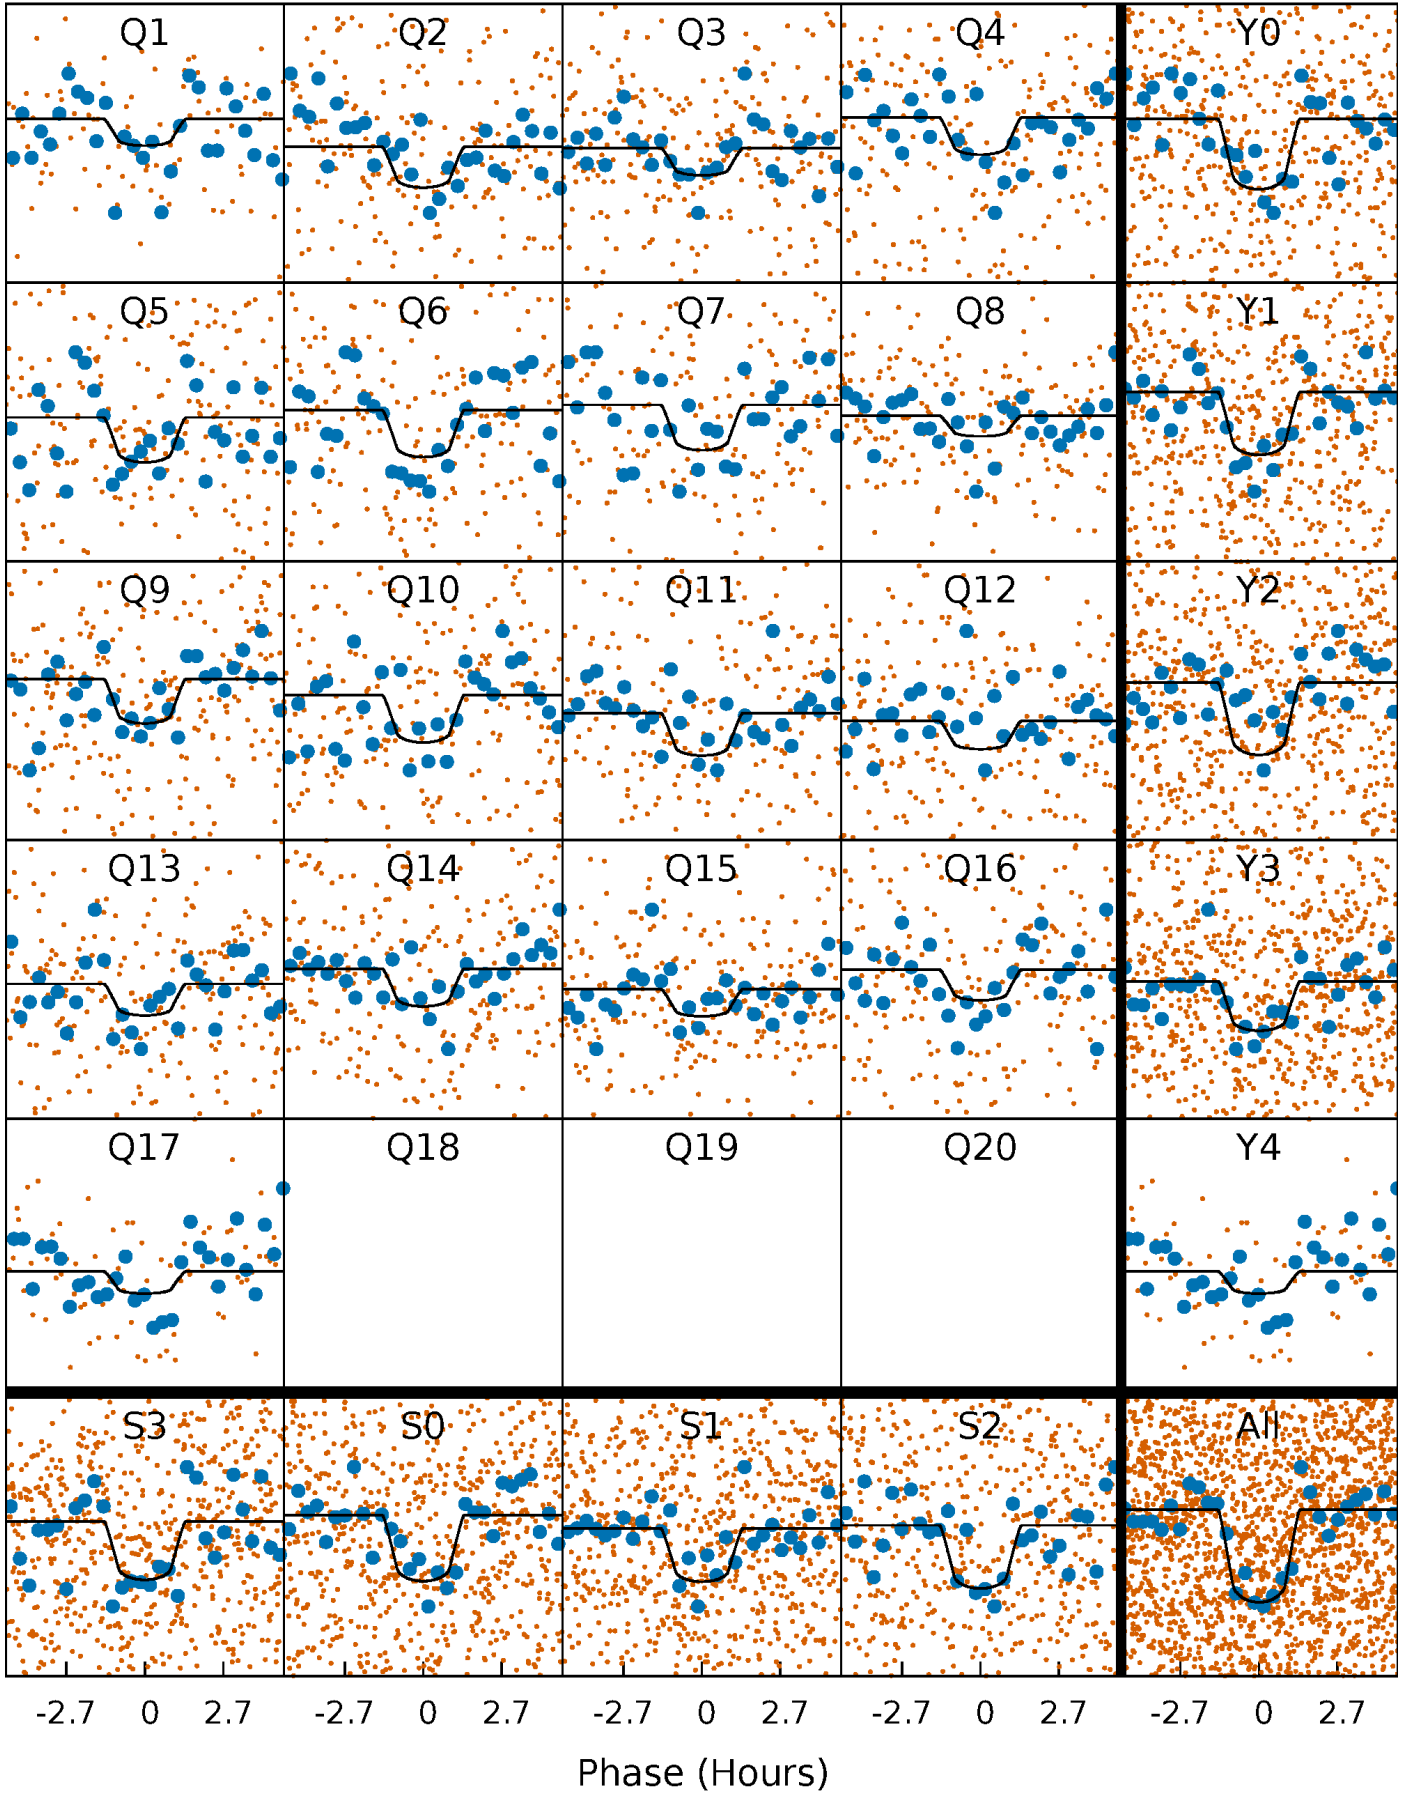 Q1 Q2 Q3 Q4 Y0
Q5 Q6 Q7 Q8 Y1
Q9 Q10 Q11 Q12 Y2
Q13 Q14 Q15 Q16 Y3
Q17 Q18 Q19 Q20 Y4
S3 S0 S1 S2 All
-2.7 0 2.7 -2.7 0 2.7 -2.7 0 2.7 -2.7 0 2.7 -2.7 0 2.7
Phase (Hours)